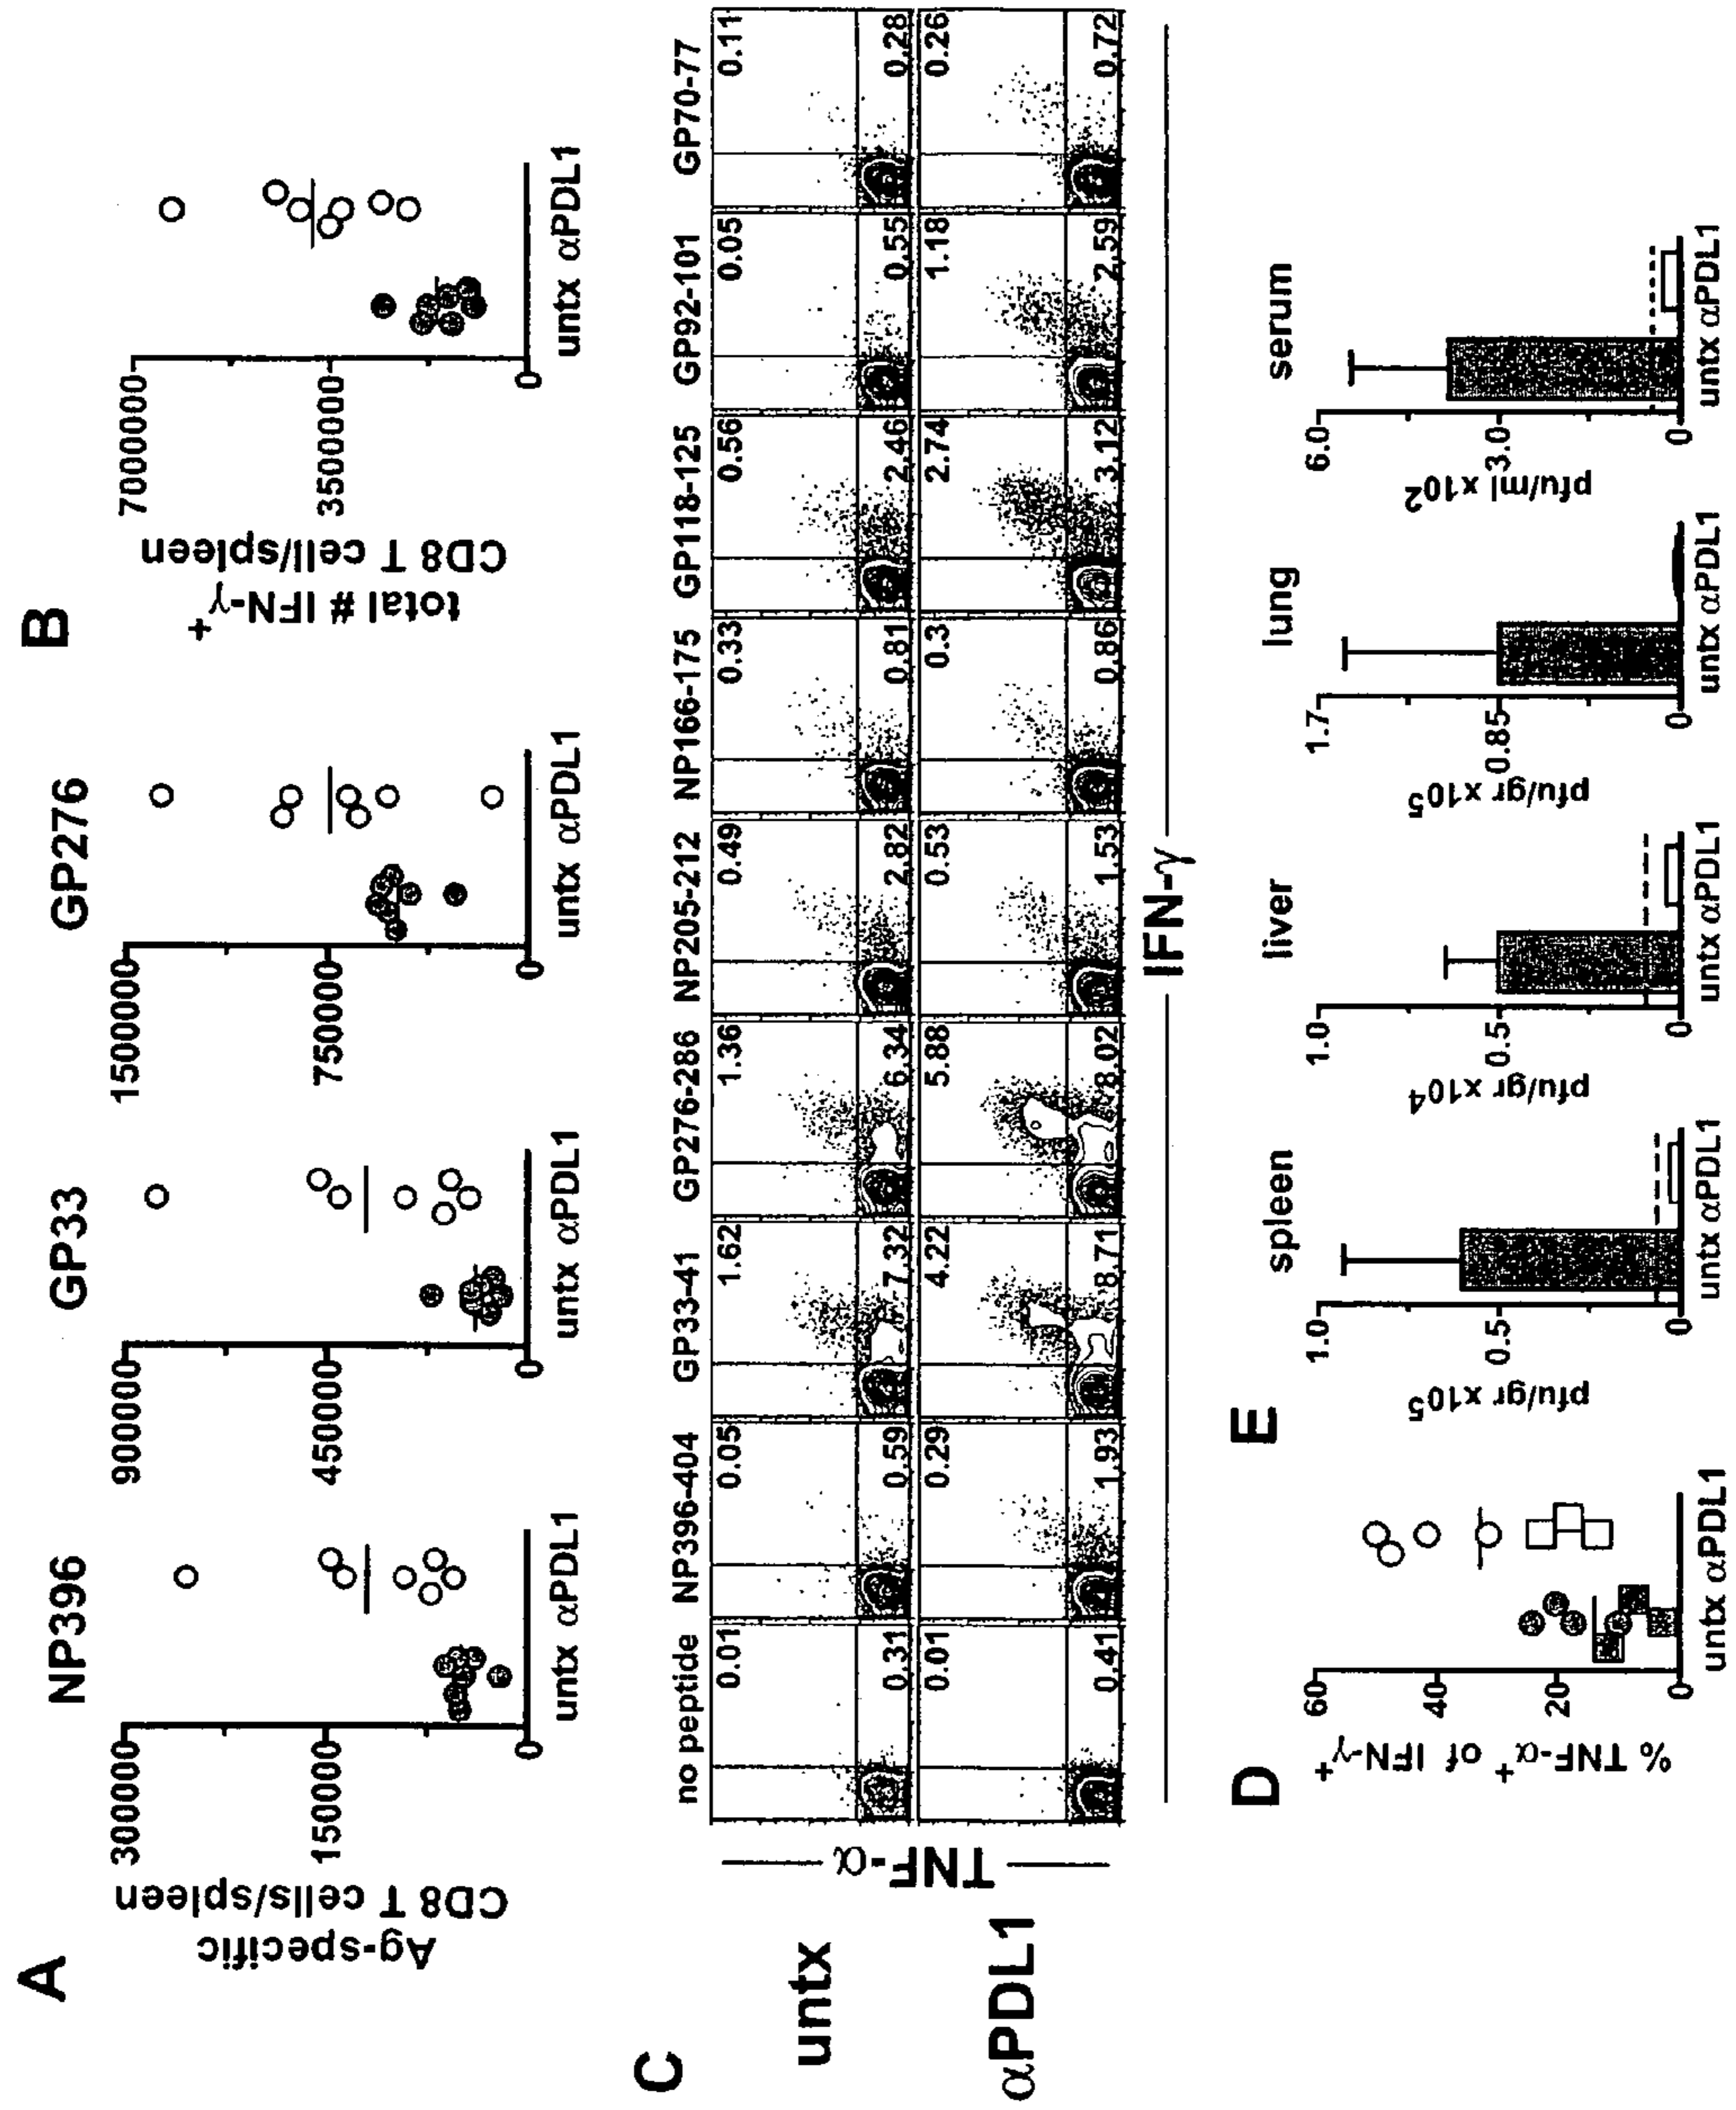 A
Ag-specific
CD8 T cells/spleen
NP396
300000
150000
0
untx αPDL1
GP33
900000
450000
0
untx αPDL1
GP276
1500000
750000
0
untx αPDL1
B
total # IFN-γ+
CD8 T cell/spleen
7000000
3500000
0
untx αPDL1
C
no peptide NP396-404 GP33-41 GP276-286 NP205-212 NP166-175 GP118-125 GP92-101 GP70-77
untx
0.01 0.05 1.62 1.36 0.49 0.33 0.56 0.05 0.11
0.31 0.59 7.32 6.34 2.82 0.81 2.46 0.55 0.28
αPDL1
0.01 0.29 4.22 5.88 0.53 0.3 2.74 1.18 0.26
0.41 1.93 8.71 8.02 1.53 0.86 3.12 2.59 0.72
TNF-α
IFN-γ
D
% TNF-α+ of IFN-γ+
60
40
20
0
untx αPDL1
E
spleen
pfu/gr x10⁵
1.0
0.5
0
untx αPDL1
liver
pfu/gr x10⁴
1.0
0.5
0
untx αPDL1
lung
pfu/gr x10⁵
1.7
0.85
0
untx αPDL1
serum
pfu/ml x10²
6.0
3.0
0
untx αPDL1